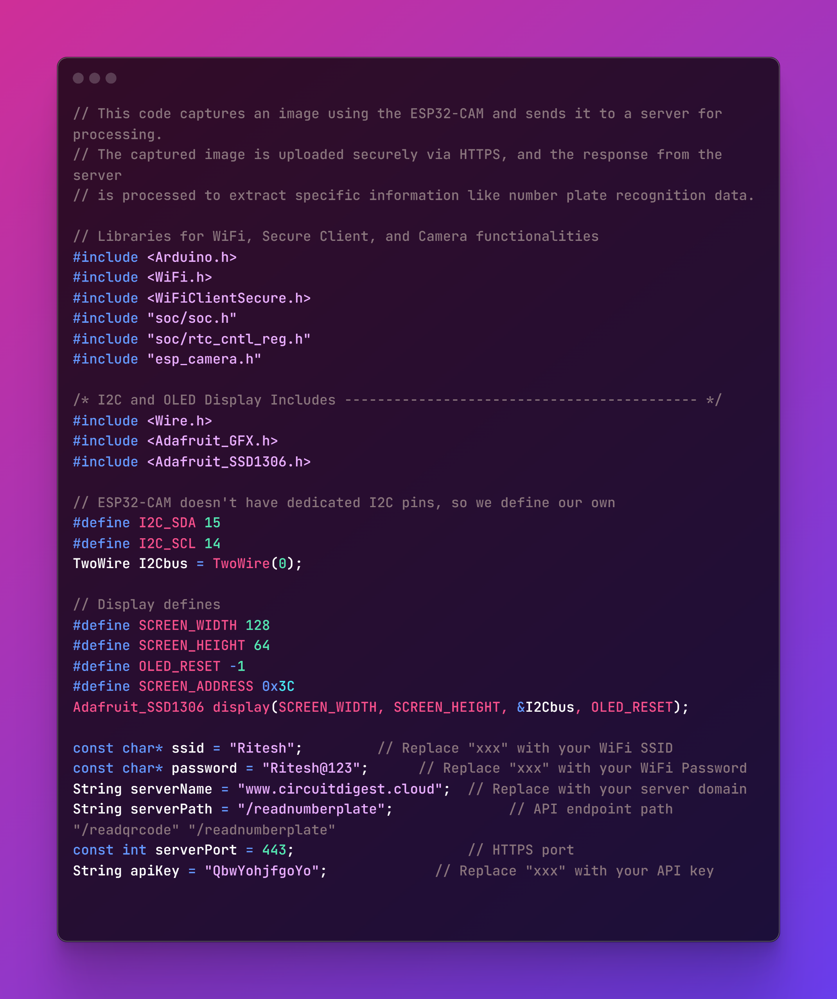 // This code captures an image using the ESP32-CAM and sends it to a server for
processing.
// The captured image is uploaded securely via HTTPS, and the response from the
server
// is processed to extract specific information like number plate recognition data.
// Libraries for WiFi, Secure Client, and Camera functionalities
#include <Arduino.h>
#include <WiFi.h>
#include <WiFiClientSecure.h>
#include "soc/soc.h"
#include "soc/rtc_cntl_reg.h"
#include "esp_camera.h"
/* I2C and OLED Display Includes ------------------------------------------- */
#include <Wire.h>
#include <Adafruit_GFX.h>
#include <Adafruit_SSD1306.h>
// ESP32-CAM doesn't have dedicated I2C pins, so we define our own
#define I2C_SDA 15
#define I2C_SCL 14
TwoWire I2Cbus = TwoWire(0);
// Display defines
#define SCREEN_WIDTH 128
#define SCREEN_HEIGHT 64
#define OLED_RESET -1
#define SCREEN_ADDRESS 0x3C
Adafruit_SSD1306 display(SCREEN_WIDTH, SCREEN_HEIGHT, &I2Cbus, OLED_RESET);
const char* ssid = "Ritesh";         // Replace "xxx" with your WiFi SSID
const char* password = "Ritesh@123";      // Replace "xxx" with your WiFi Password
String serverName = "www.circuitdigest.cloud";  // Replace with your server domain
String serverPath = "/readnumberplate";              // API endpoint path
"/readqrcode" "/readnumberplate"
const int serverPort = 443;                     // HTTPS port
String apiKey = "QbwYohjfgoYo";             // Replace "xxx" with your API key